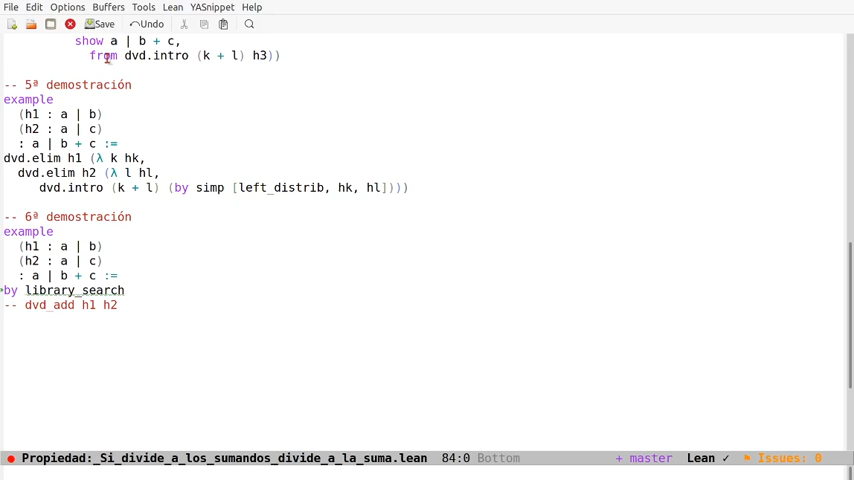 File Edit Options Buffers Tools Lean YASnippet Help
Save Undo
show a | b + c,
from dvd.intro (k + l) h3))
-- 5ª demostración
example
(h1 : a | b)
(h2 : a | c)
: a | b + c :=
dvd.elim h1 (λ k hk,
dvd.elim h2 (λ l hl,
dvd.intro (k + l) (by simp [left_distrib, hk, hl])))
-- 6ª demostración
example
(h1 : a | b)
(h2 : a | c)
: a | b + c :=
by library_search
-- dvd_add h1 h2
Propiedad:_Si_divide_a_los_sumandos_divide_a_la_suma.lean 84:0 Bottom + master Lean ✓ Issues: 0